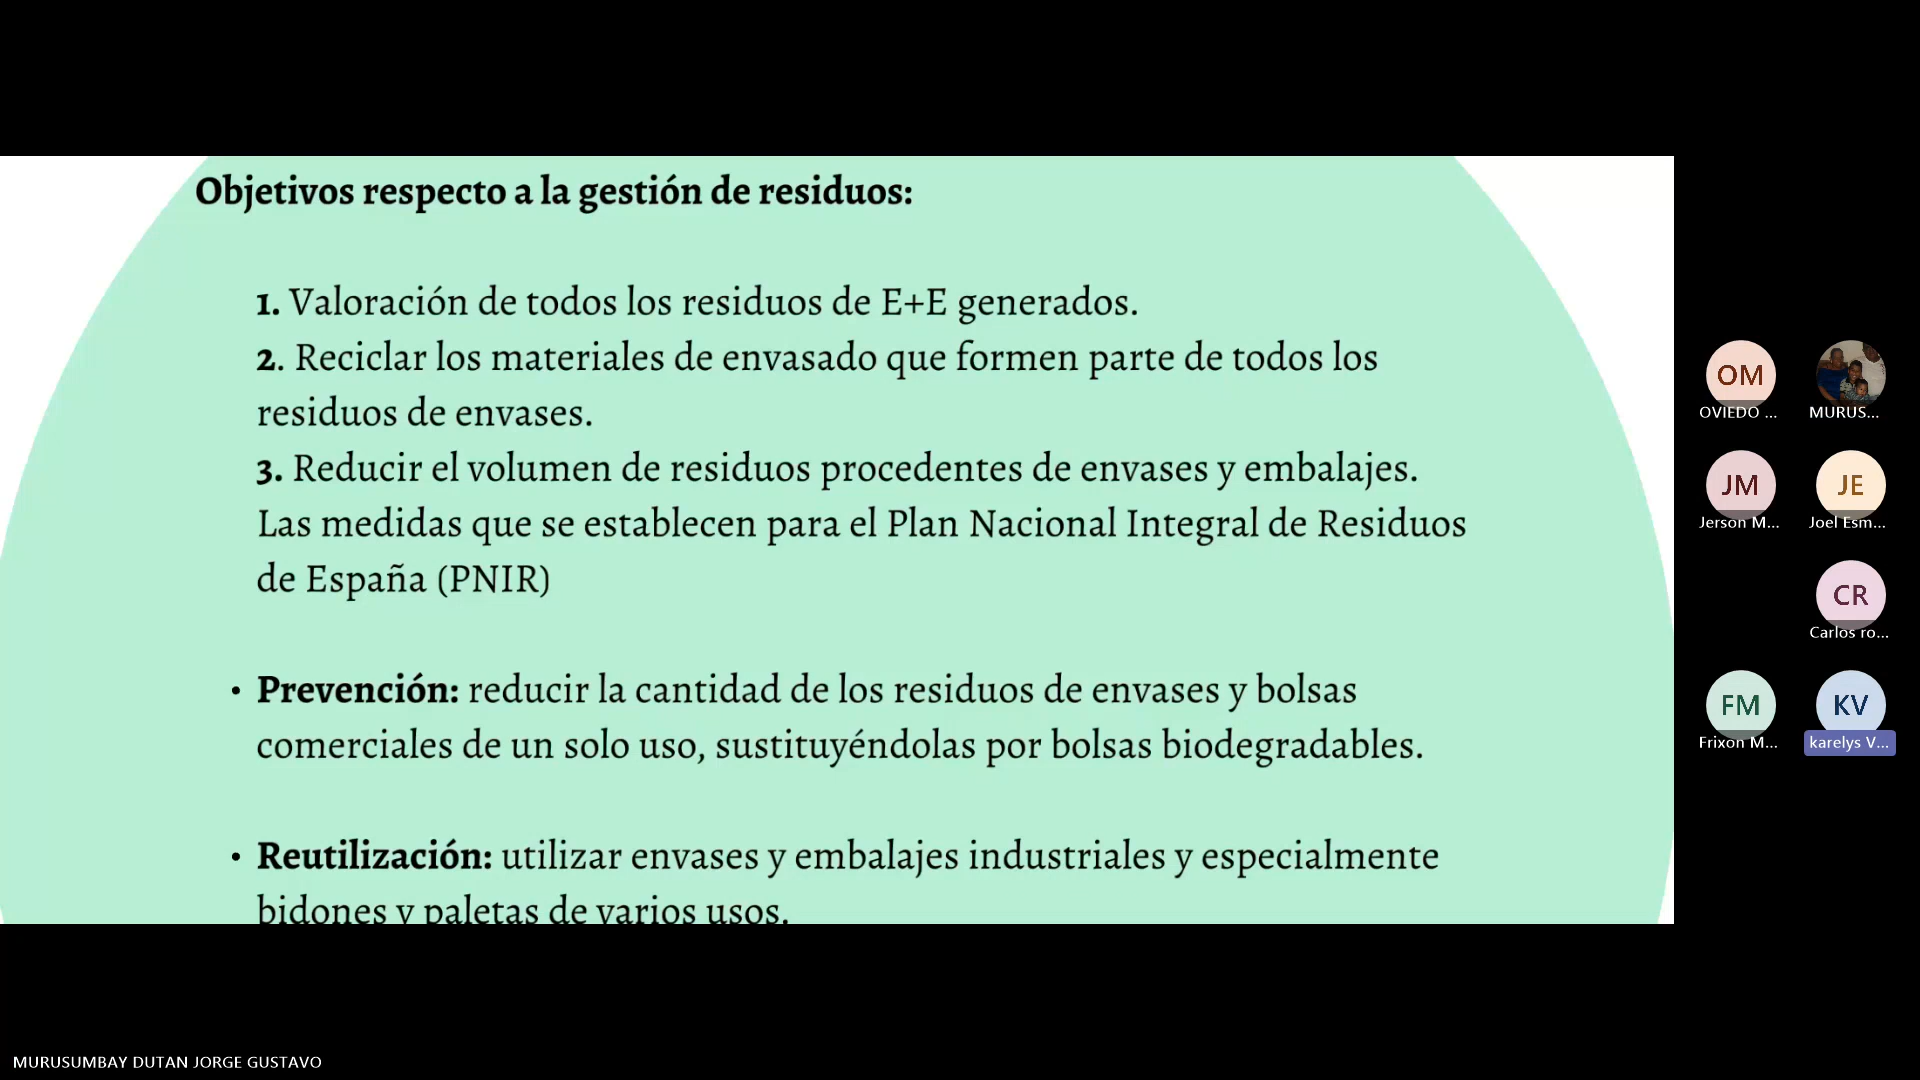 Objetivos respecto a la gestión de residuos:
1. Valoración de todos los residuos de E+E generados.
2. Reciclar los materiales de envasado que formen parte de todos los
residuos de envases.
3. Reducir el volumen de residuos procedentes de envases y embalajes.
Las medidas que se establecen para el Plan Nacional Integral de Residuos
de España (PNIR)
• Prevención: reducir la cantidad de los residuos de envases y bolsas
comerciales de un solo uso, sustituyéndolas por bolsas biodegradables.
• Reutilización: utilizar envases y embalajes industriales y especialmente
bidones y paletas de varios usos.
OM
OVIEDO ...
MURUS...
JM
Jerson M...
JE
Joel Esm...
CR
Carlos ro...
FM
Frixon M...
KV
karelys V...
MURUSUMBAY DUTAN JORGE GUSTAVO